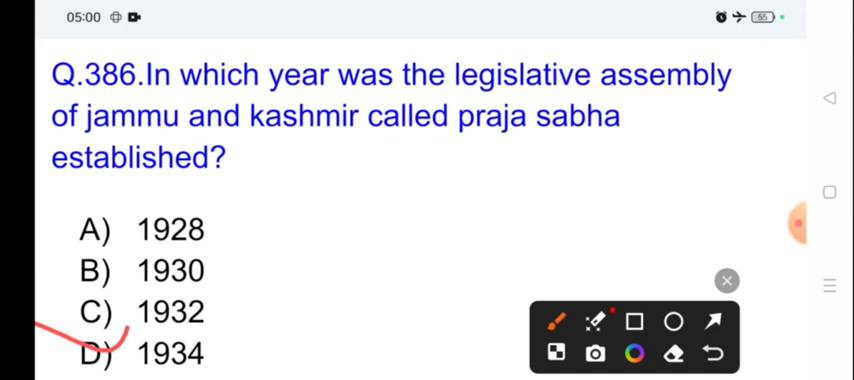 05:00
55
Q.386.In which year was the legislative assembly
of jammu and kashmir called praja sabha
established?
A) 1928
B) 1930
C) 1932
D) 1934